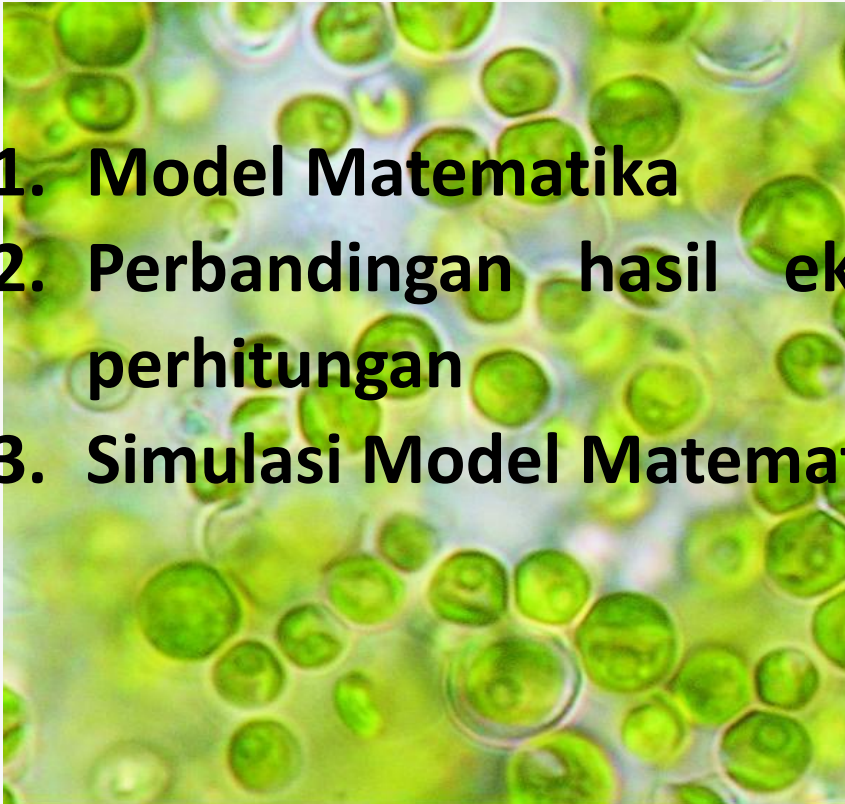 1. Model Matematika
2. Perbandingan hasil ek
perhitungan
3. Simulasi Model Matemat